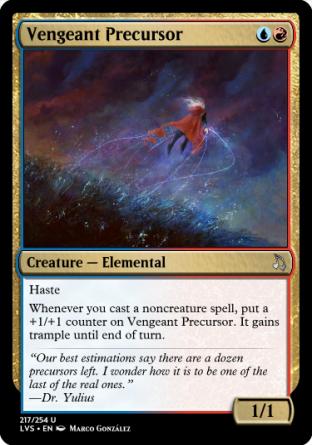 Vengeant Precursor
Creature — Elemental
Haste
Whenever you cast a noncreature spell, put a
+1/+1 counter on Vengeant Precursor. It gains
trample until end of turn.
“Our best estimations say there are a dozen
precursors left. I wonder how it is to be one of the
last of the real ones.”
—Dr. Yulius
1/1
217/254 U
LVS • EN MARCO GONZÁLEZ